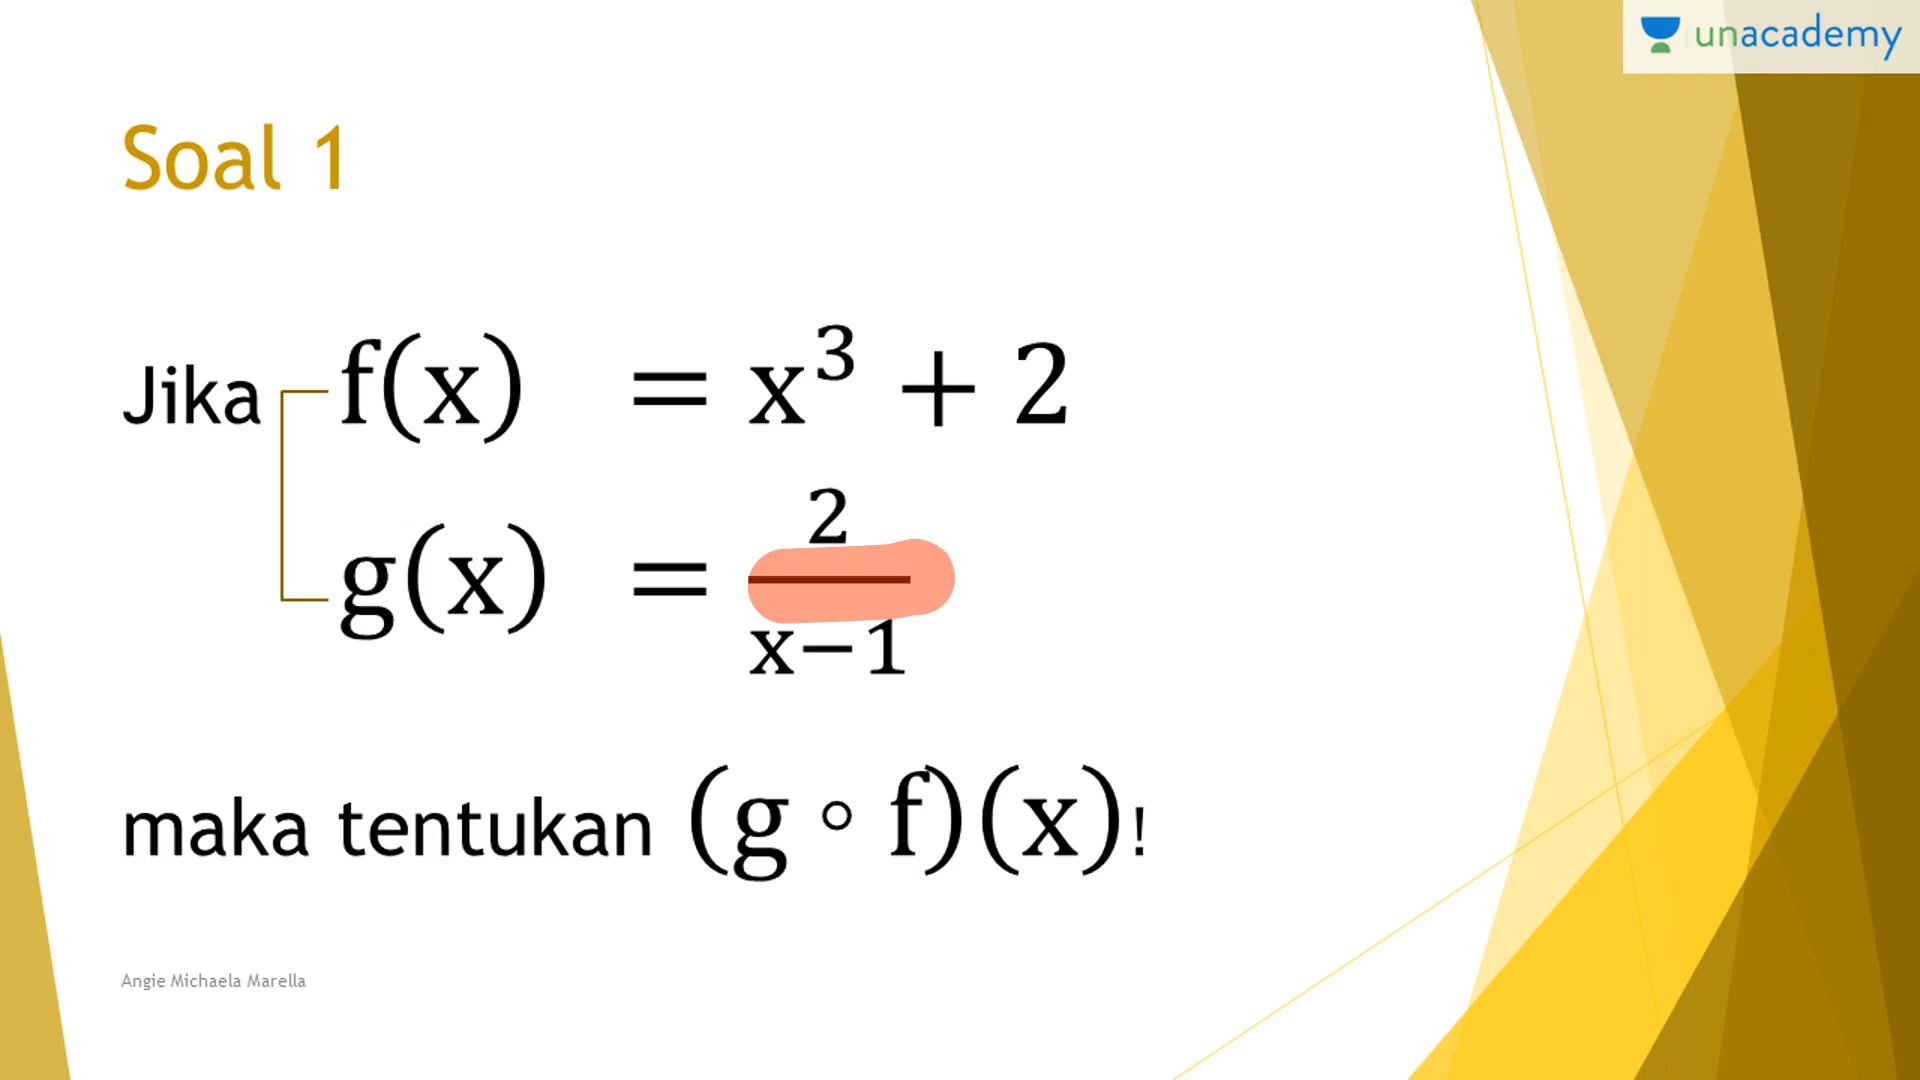 unacademy
Soal 1
Jika f(x) = x³ + 2
g(x) = 2/(x−1)
maka tentukan (g ∘ f)(x)!
Angie Michaela Marella